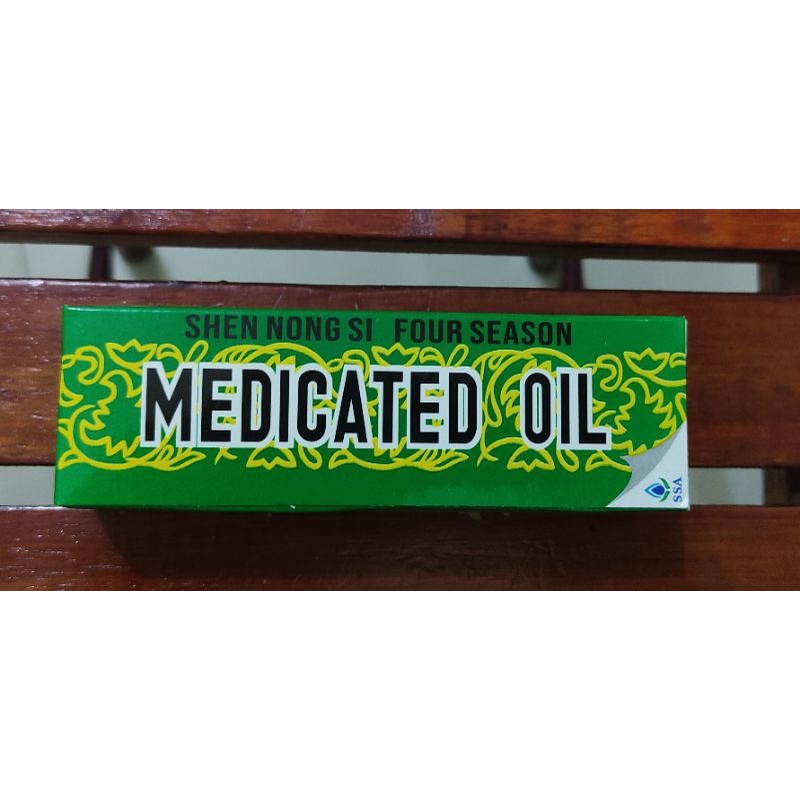 SHEN NONG SI FOUR SEASON
MEDICATED OIL
SSA